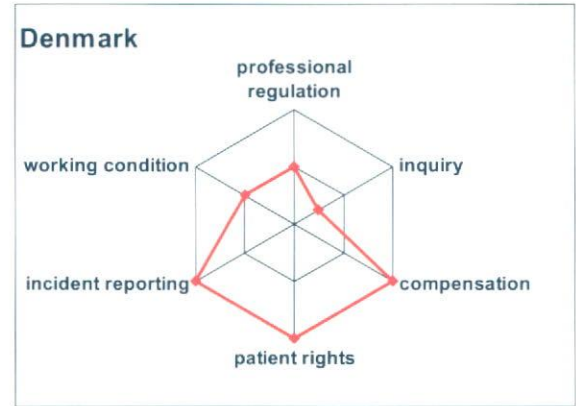 Denmark
professional
regulation
working condition
inquiry
incident reporting
compensation
patient rights